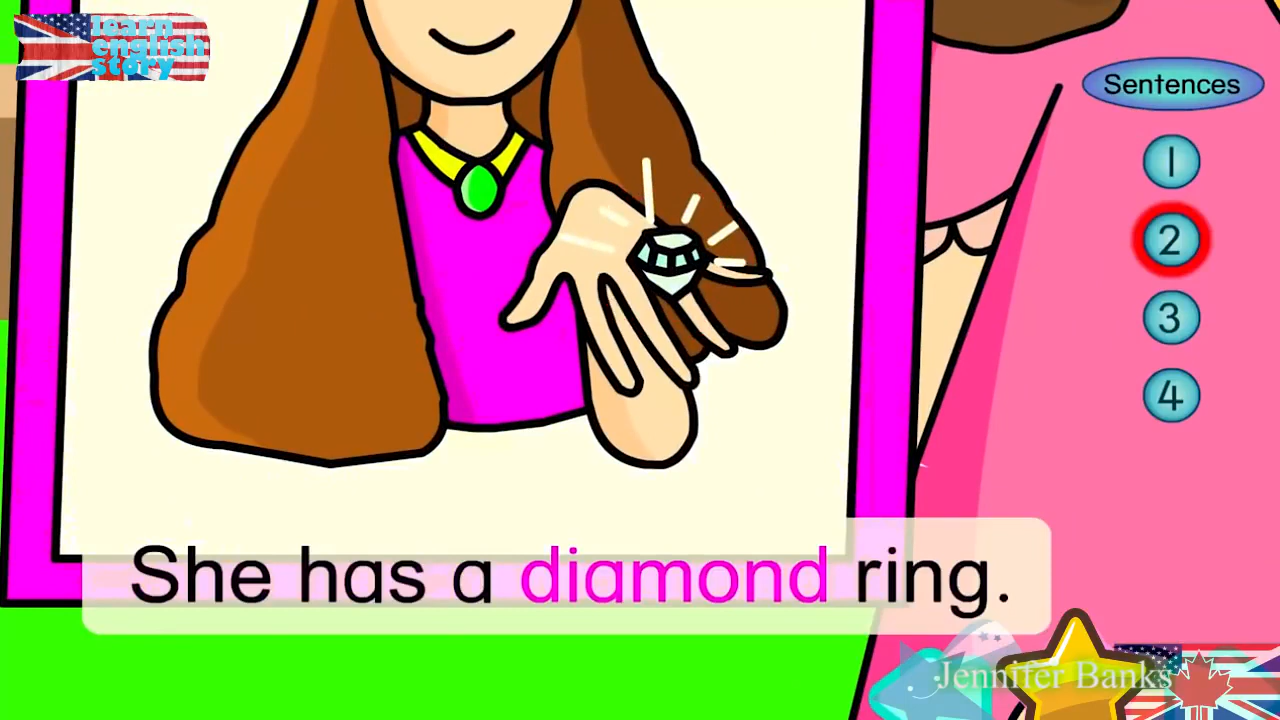 learn
english
story
Sentences
1
2
3
4
She has a diamond ring.
Jennifer Banks